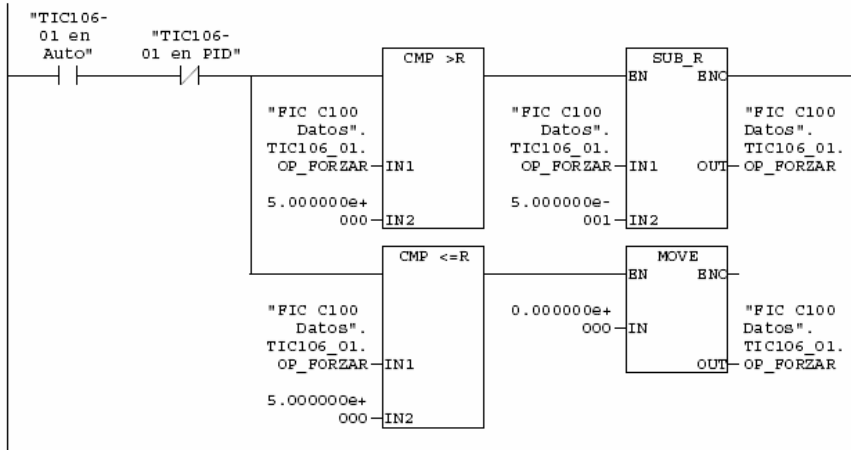 "TIC106-
01 en
Auto"
"TIC106-
01 en PID"
CMP >R
SUB_R
EN
ENO
"FIC C100
Datos".
TIC106_01.
OP_FORZAR
IN1
"FIC C100
Datos".
TIC106_01.
OP_FORZAR
IN1
OUT
"FIC C100
Datos".
TIC106_01.
OP_FORZAR
5.000000e+
000
IN2
5.000000e-
001
IN2
CMP <=R
MOVE
EN
ENO
"FIC C100
Datos".
TIC106_01.
OP_FORZAR
IN1
0.000000e+
000
IN
OUT
"FIC C100
Datos".
TIC106_01.
OP_FORZAR
5.000000e+
000
IN2